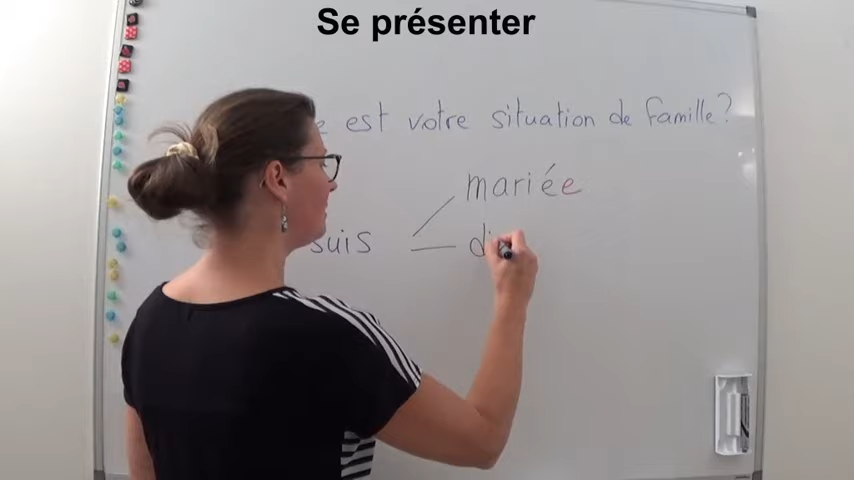 Se présenter
est votre situation de famille ?
mariée
suis